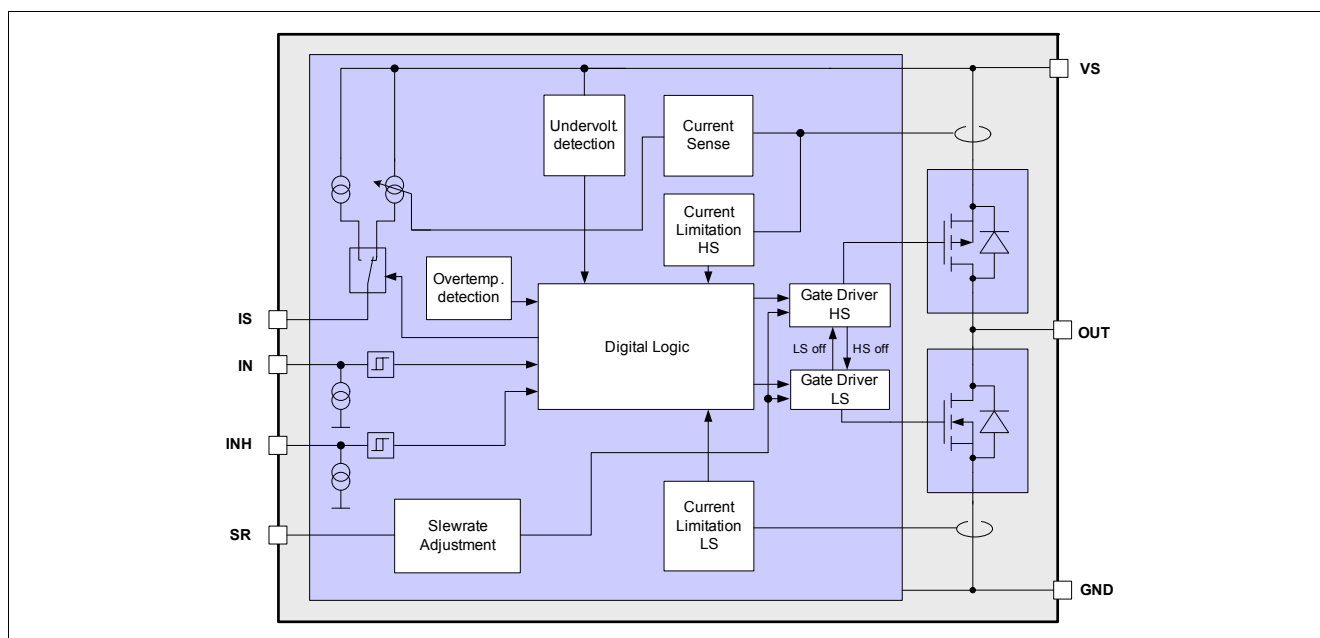 VS
Undervolt.
detection
Current
Sense
Current
Limitation
HS
Overtemp.
detection
Gate Driver
HS
IS
Digital Logic
LS off
HS off
OUT
IN
Gate Driver
LS
INH
Current
Limitation
LS
SR
Slewrate
Adjustment
GND